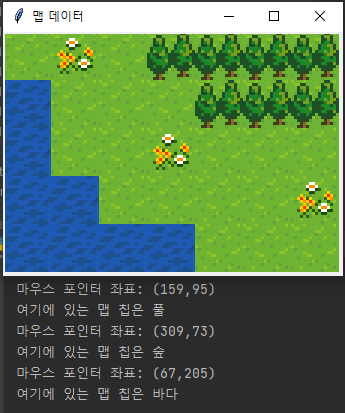 맵 데이터
마우스 포인터 좌표: (159,95)
여기에 있는 맵 칩은 풀
마우스 포인터 좌표: (309,73)
여기에 있는 맵 칩은 숲
마우스 포인터 좌표: (67,205)
여기에 있는 맵 칩은 바다